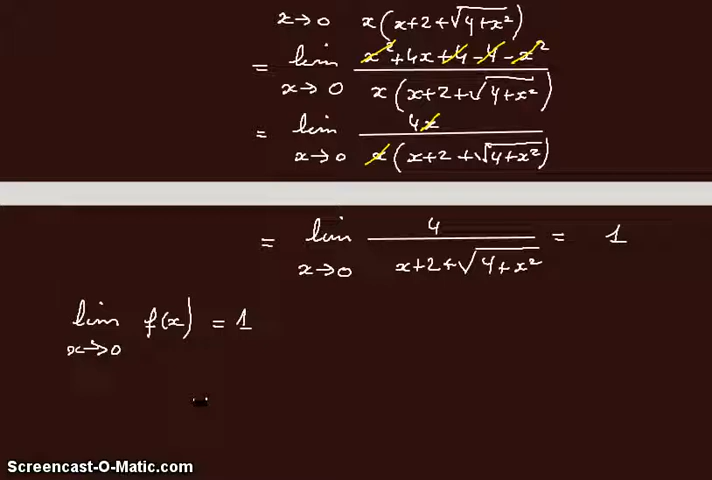 x→0 x(x+2+√4+x²)
= lim x²+4x+4-4-x²
x→0 x(x+2+√4+x²)
= lim 4x
x→0 x(x+2+√4+x²)
= lim 4 = 1
x→0 x+2+√4+x²
lim f(x) = 1
x→0
Screencast-O-Matic.com